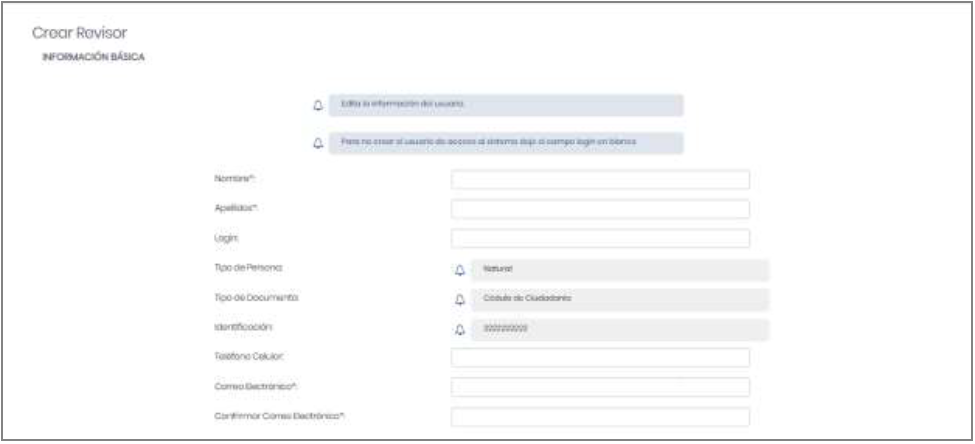 Crear Revisor
INFORMACIÓN BÁSICA
Edita la información del usuario.
Para no crear el usuario de acceso al sistema deje el campo login en blanco
Nombre*:
Apellidos*:
Login:
Tipo de Persona: Natural
Tipo de Documento: Cédula de Ciudadanía
Identificación: 2222222222
Teléfono Celular:
Correo Electrónico*:
Confirmar Correo Electrónico*: